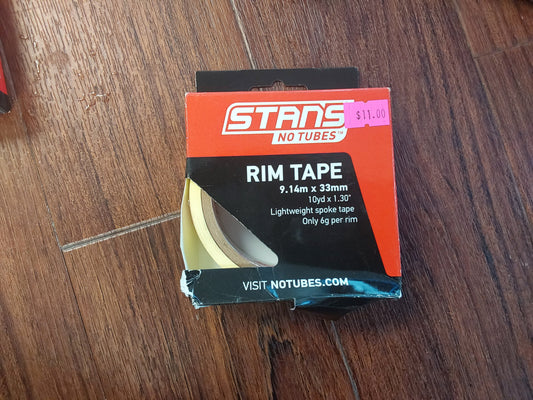 STANS
NO TUBES™
$11.00
RIM TAPE
9.14m x 33mm
10yd x 1.30"
Lightweight spoke tape
Only 6g per rim
VISIT NOTUBES.COM